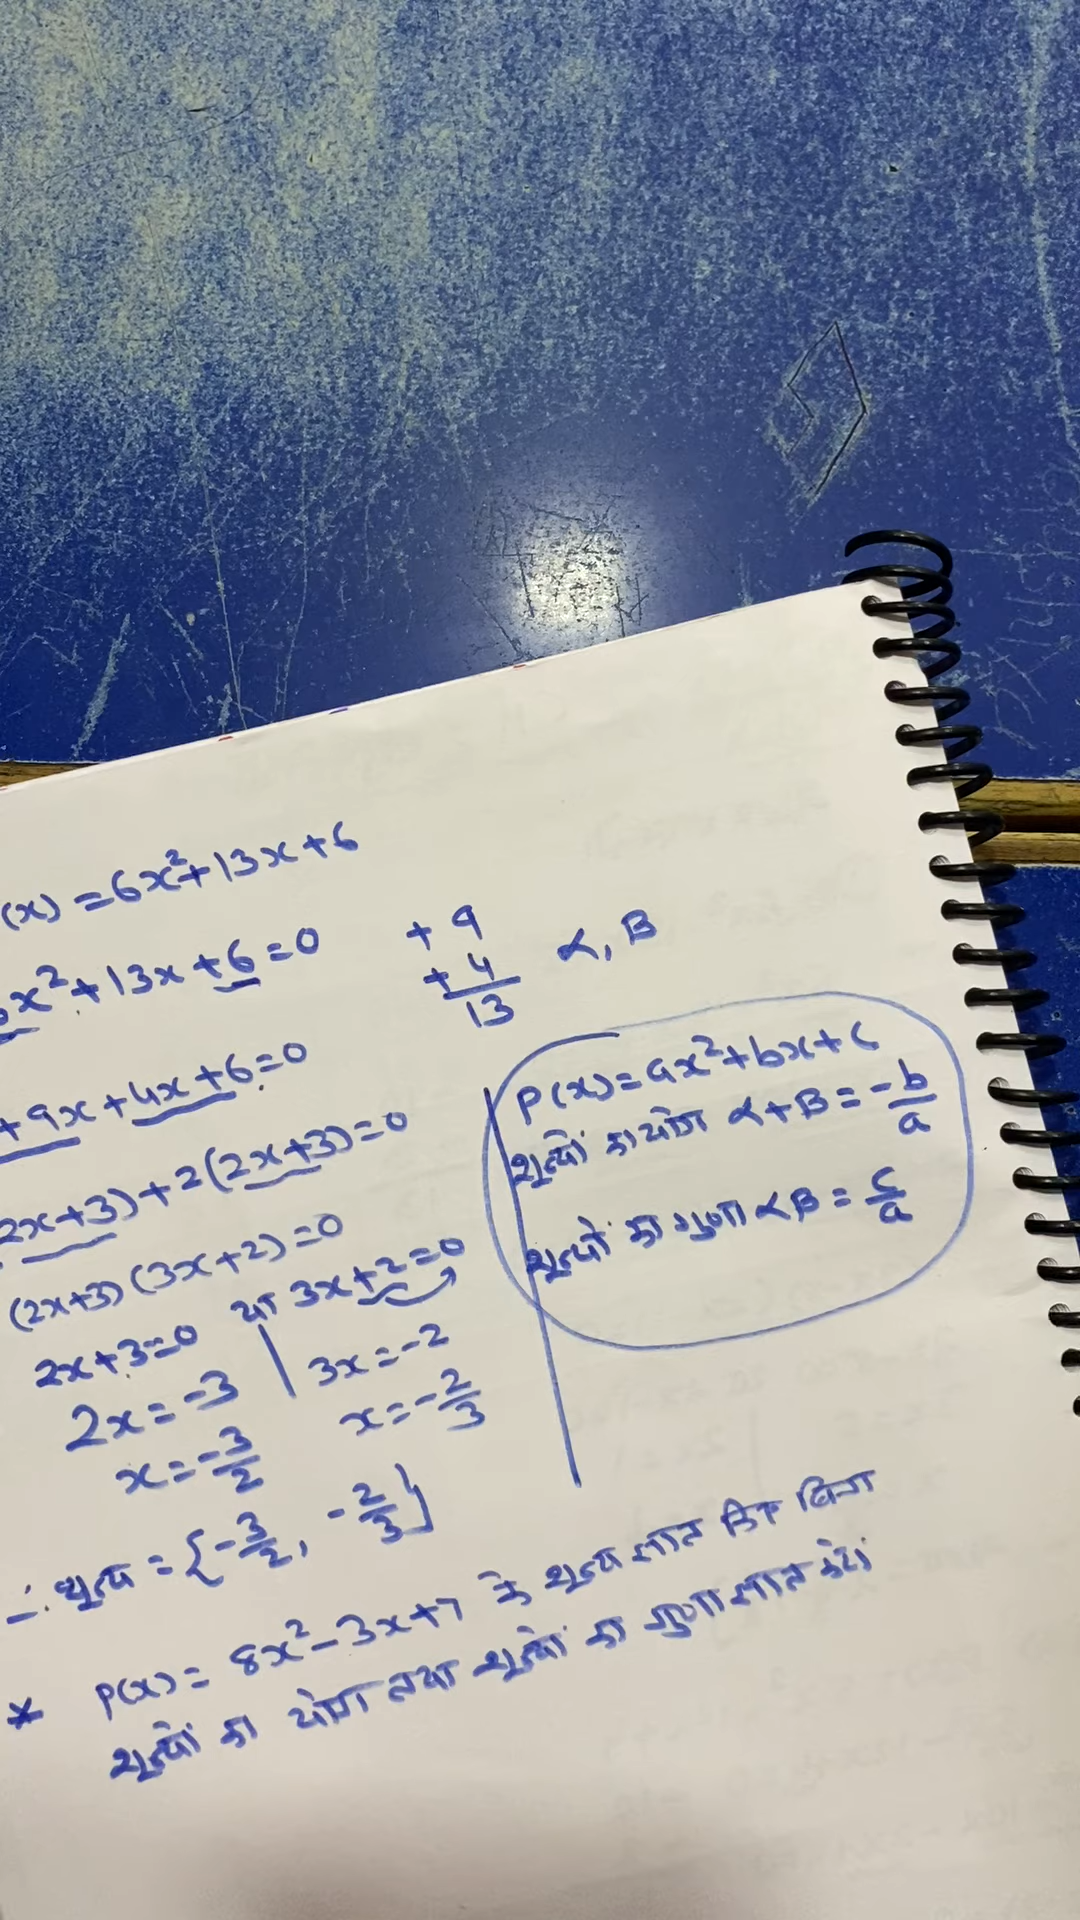 (x) = 6x²+13x+6
x²+13x+6=0
+9
+4
13
α, β
+9x+4x+6=0
2x+3)+2(2x+3)=0
(2x+3)(3x+2)=0
2x+3=0 या 3x+2=0
2x=-3
3x=-2
x=-3/2
x=-2/3
∴ शून्य = {-3/2, -2/3}
P(x)=ax²+bx+c
शून्यों का योग α+β = -b/a
शून्यों का गुणा αβ = c/a
* P(x)= 8x²-3x+7 के शून्य ज्ञात किए बिना
शून्यों का योग तथा शून्यों का गुणा ज्ञात करें।